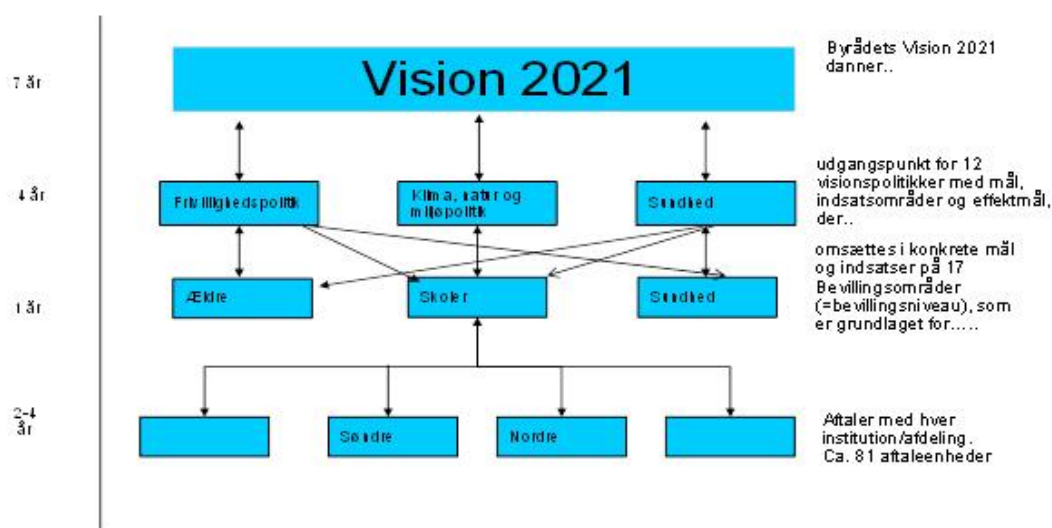 Vision 2021
Byrådets Vision 2021
danner..
7 år
4 år
Frivillighedspolitik
Klima, natur og
miljøpolitik
Sundhed
udgangspunkt for 12
visionspolitikker med mål,
indsatsområder og effektmål,
der..
omsættes i konkrete mål
og indsatser på 17
Bevillingsområder
(=bevillingsniveau), som
er grundlaget for.....
1 år
Ældre
Skoler
Sundhed
2-4
år
Søndre
Nordre
Aftaler med hver
institution/afdeling.
Ca. 81 aftaleenheder